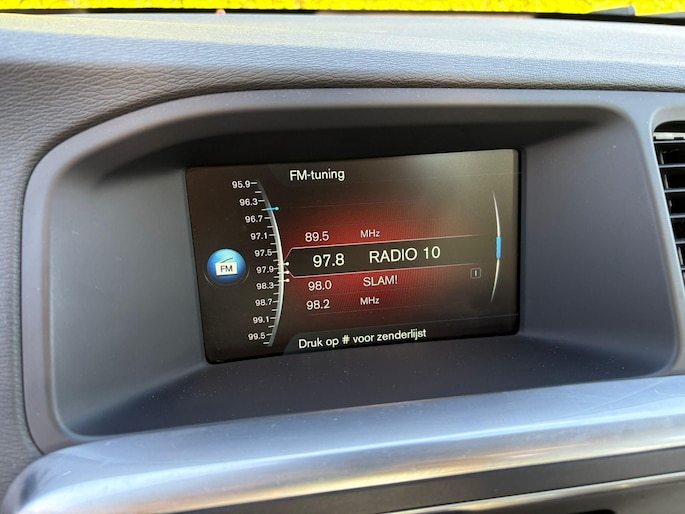 FM-tuning
95.9
96.3
96.7
97.1
97.5
97.9
98.3
98.7
99.1
99.5
FM
89.5 MHz
97.8 RADIO 10
98.0 SLAM!
98.2 MHz
Druk op # voor zenderlijst